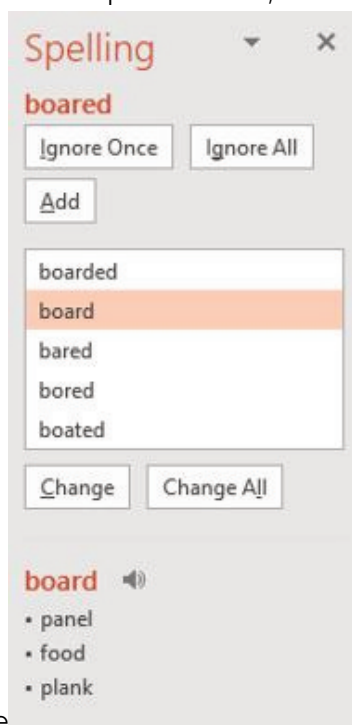 Spelling
boared
Ignore Once Ignore All
Add
boarded
board
bared
bored
boated
Change Change All
board
• panel
• food
• plank
e